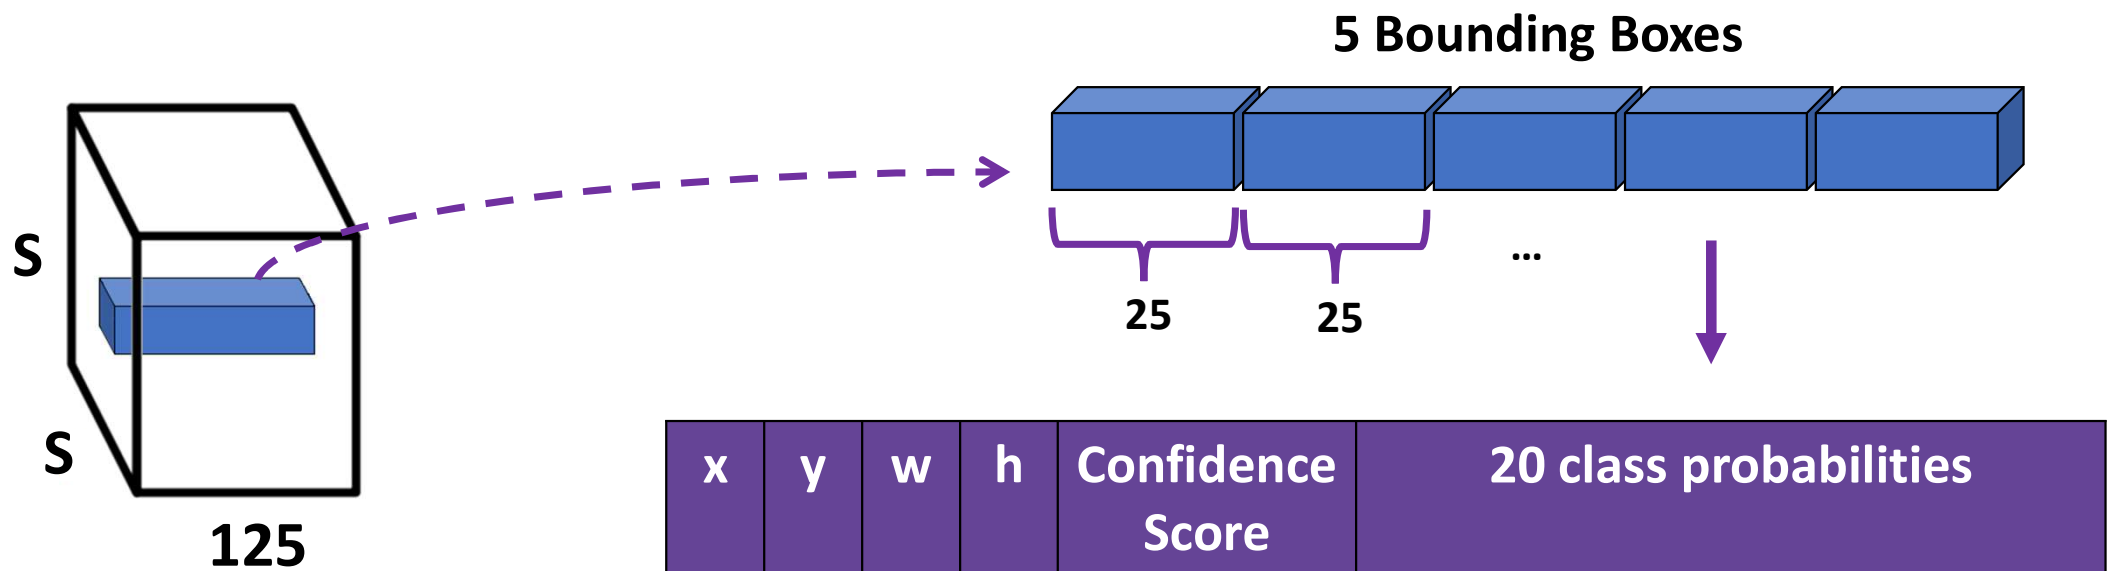 5 Bounding Boxes
S
S
125
25
25
...
x
y
w
h
Confidence
Score
20 class probabilities